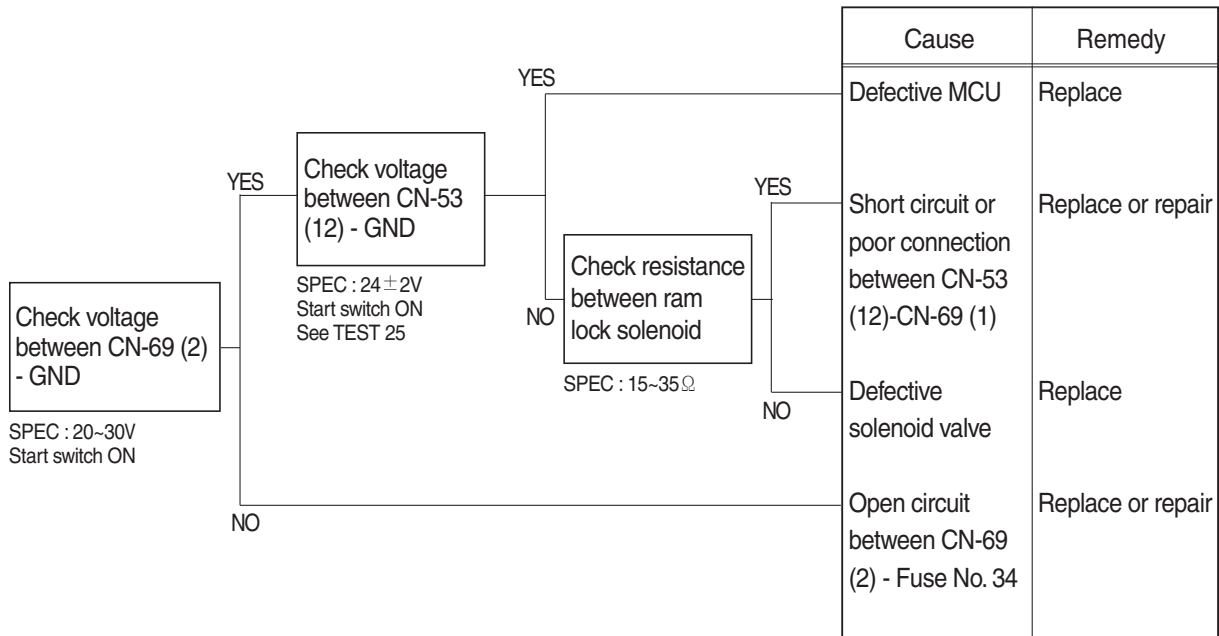 Cause
Remedy
YES
Defective MCU
Replace
Check voltage
between CN-53
(12) - GND
YES
SPEC : 24±2V
Start switch ON
See TEST 25
YES
Short circuit or
poor connection
between CN-53
(12)-CN-69 (1)
Replace or repair
Check resistance
between ram
lock solenoid
NO
SPEC : 15~35Ω
Check voltage
between CN-69 (2)
- GND
SPEC : 20~30V
Start switch ON
NO
Defective
solenoid valve
Replace
NO
Open circuit
between CN-69
(2) - Fuse No. 34
Replace or repair